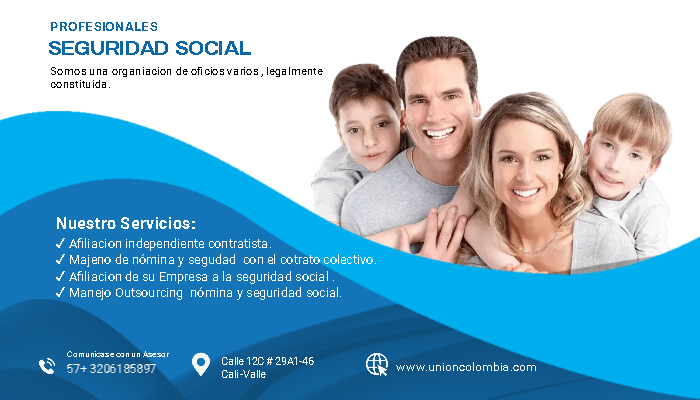 PROFESIONALES
SEGURIDAD SOCIAL
Somos una organiacion de oficios varios , legalmente
constituida.
Nuestro Servicios:
✓ Afiliacion independiente contratista.
✓ Majeno de nómina y segudad con el cotrato colectivo.
✓ Afiliacion de su Empresa a la seguridad social .
✓ Manejo Outsourcing nómina y seguridad social.
Comunicase con un Asesor
57+ 3206185897
Calle 12C # 29A1-46
Cali-Valle
www.unioncolombia.com